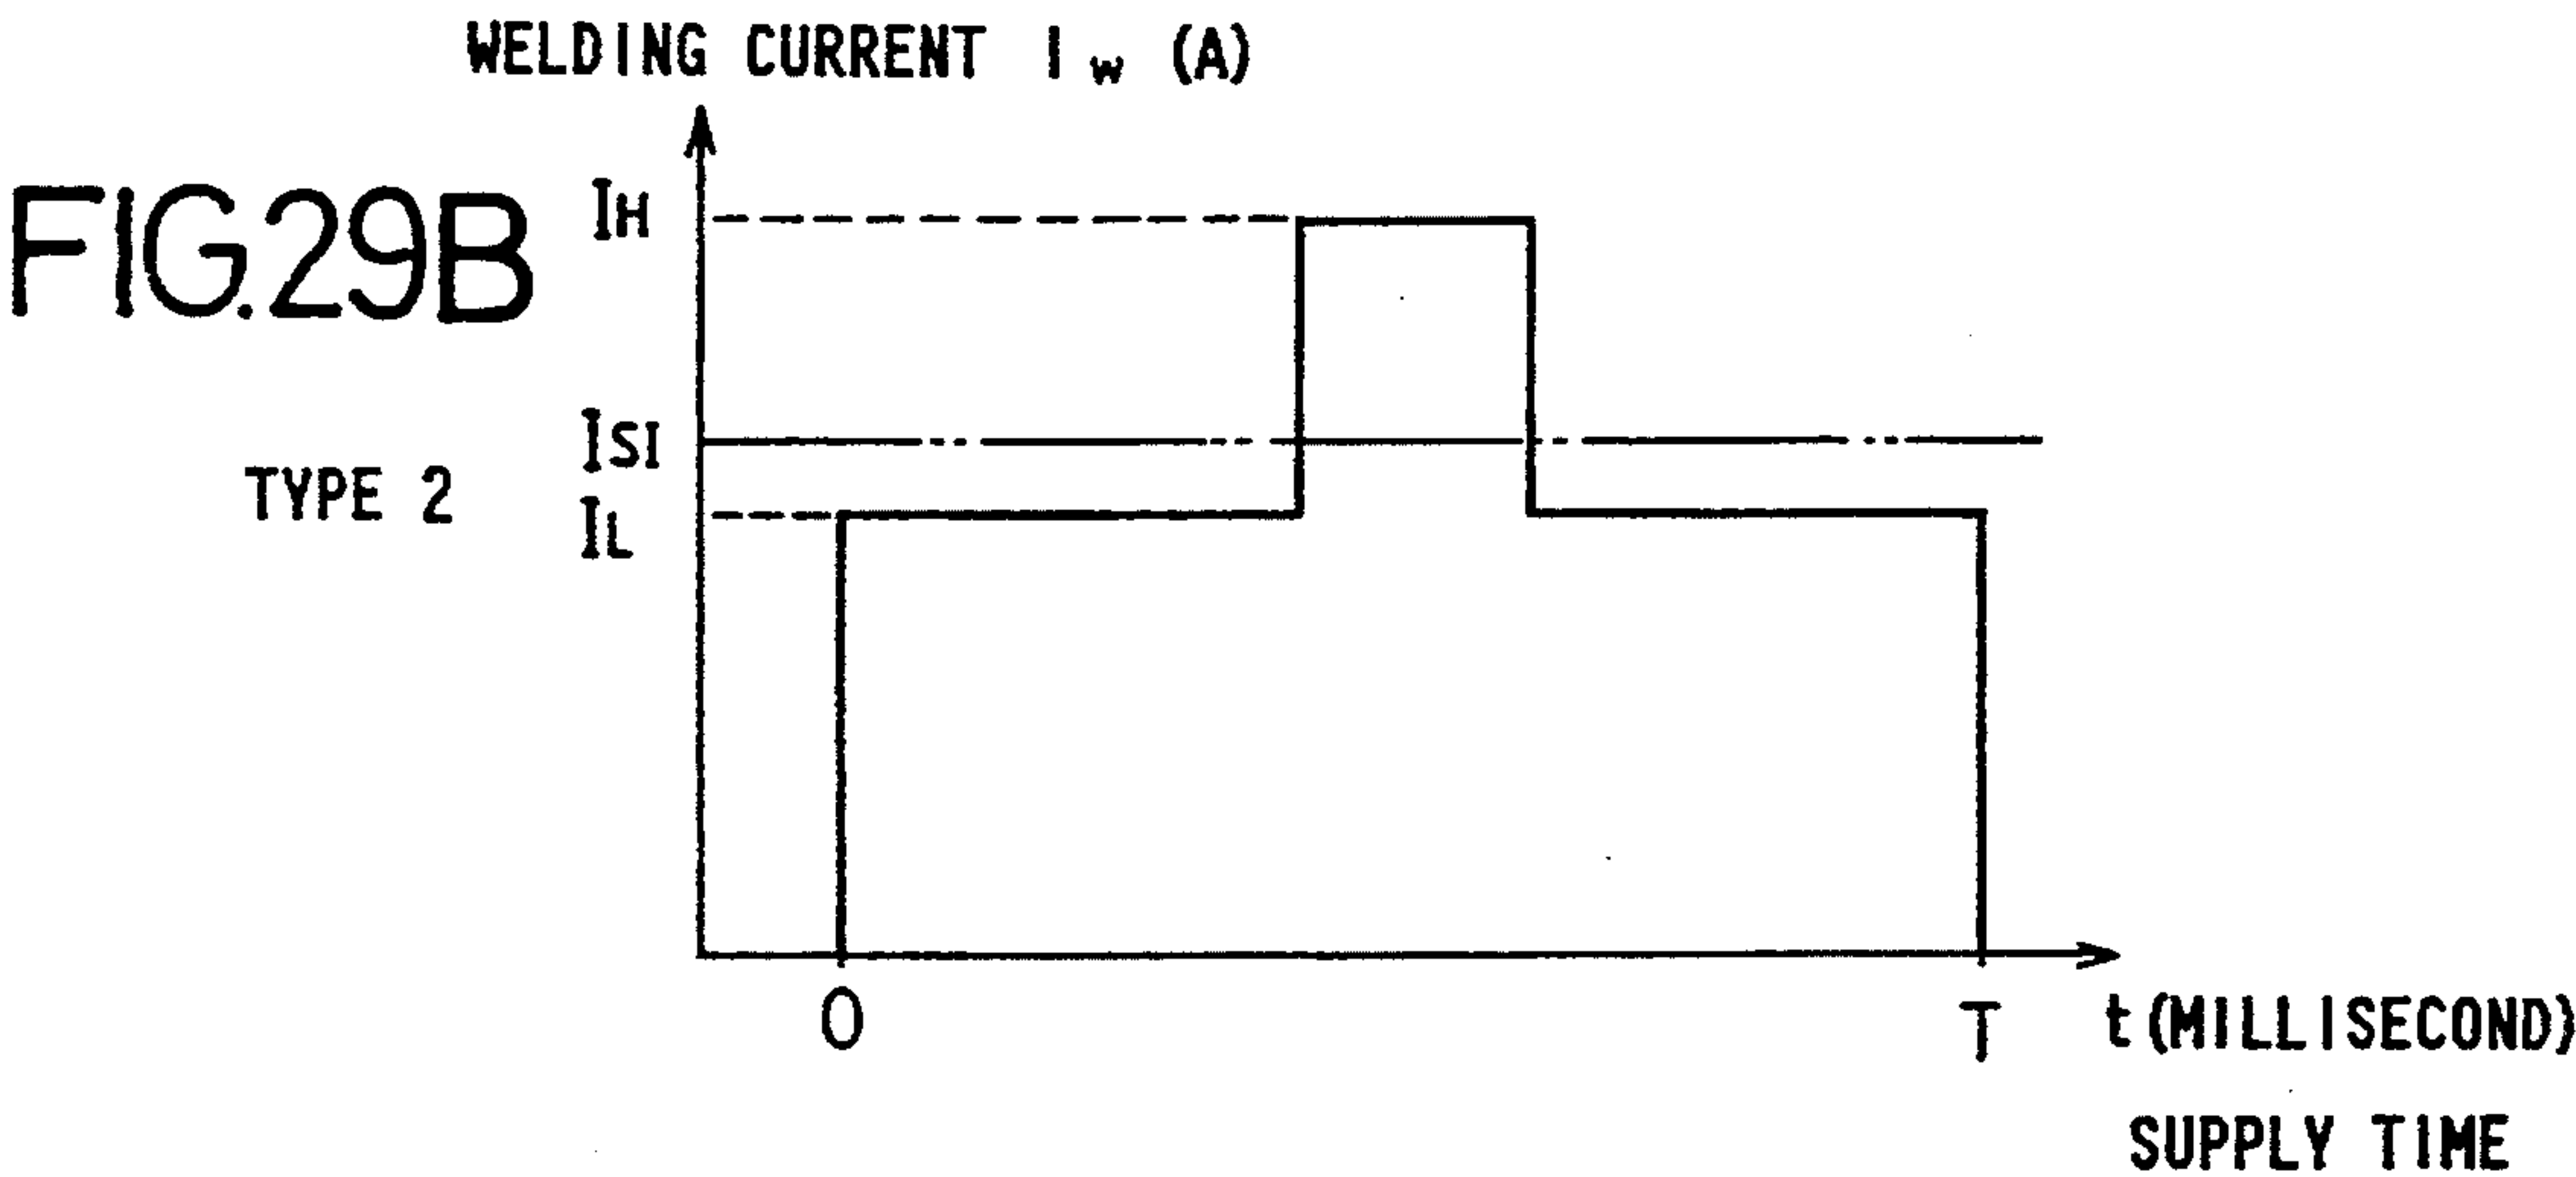 WELDING CURRENT Iw (A)
FIG.29B
IH
ISI
TYPE 2
IL
0
T
t (MILLISECOND)
SUPPLY TIME